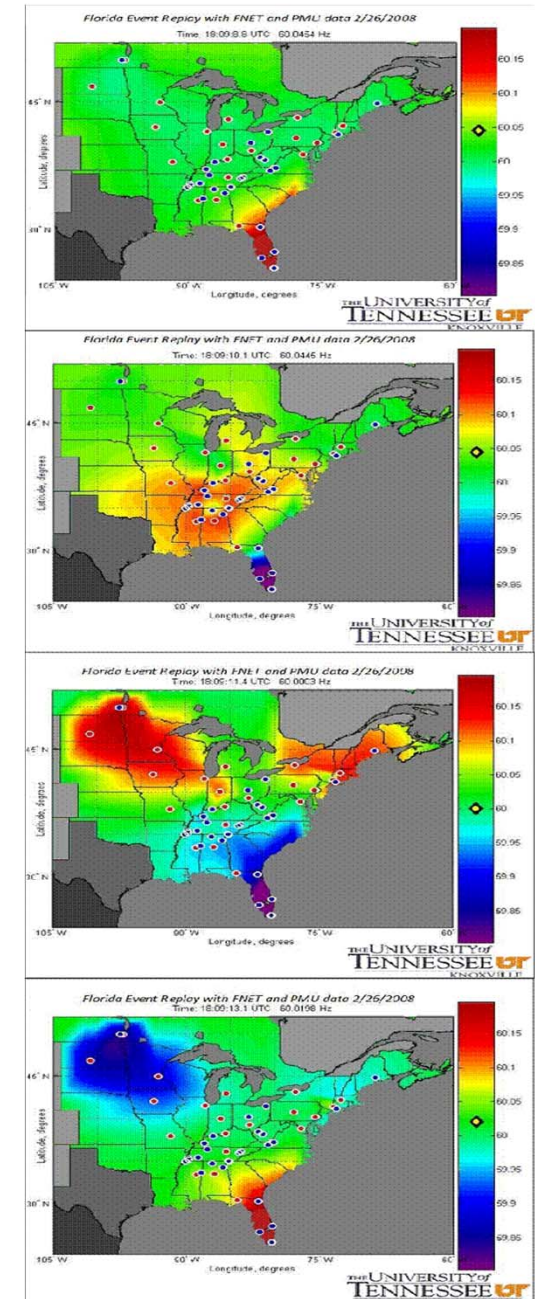 Florida Event Replay with FNET and PMU data 2/26/2008
Time: 18:09:8.8 UTC 60.0454 Hz
60.15
60.1
60.05
60
59.95
59.9
59.85
45° N
30° N
Latitude, degrees
105° W
90° W
75° W
60°
Longitude, degrees
THE UNIVERSITY of
TENNESSEE UT
KNOXVILLE
Florida Event Replay with FNET and PMU data 2/26/2008
Time: 18:09:10.1 UTC 60.0445 Hz
60.15
60.1
60.05
60
59.95
59.9
59.85
45° N
30° N
Latitude, degrees
105° W
90° W
75° W
60°
Longitude, degrees
THE UNIVERSITY of
TENNESSEE UT
KNOXVILLE
Florida Event Replay with FNET and PMU data 2/26/2008
Time: 18:09:11.4 UTC 60.0003 Hz
60.15
60.1
60.05
60
59.95
59.9
59.85
45° N
30° N
Latitude, degrees
105° W
90° W
75° W
60°
Longitude, degrees
THE UNIVERSITY of
TENNESSEE UT
KNOXVILLE
Florida Event Replay with FNET and PMU data 2/26/2008
Time: 18:09:13.1 UTC 60.0198 Hz
60.15
60.1
60.05
60
59.95
59.9
59.85
45° N
30° N
Latitude, degrees
105° W
90° W
75° W
60°
Longitude, degrees
THE UNIVERSITY of
TENNESSEE UT